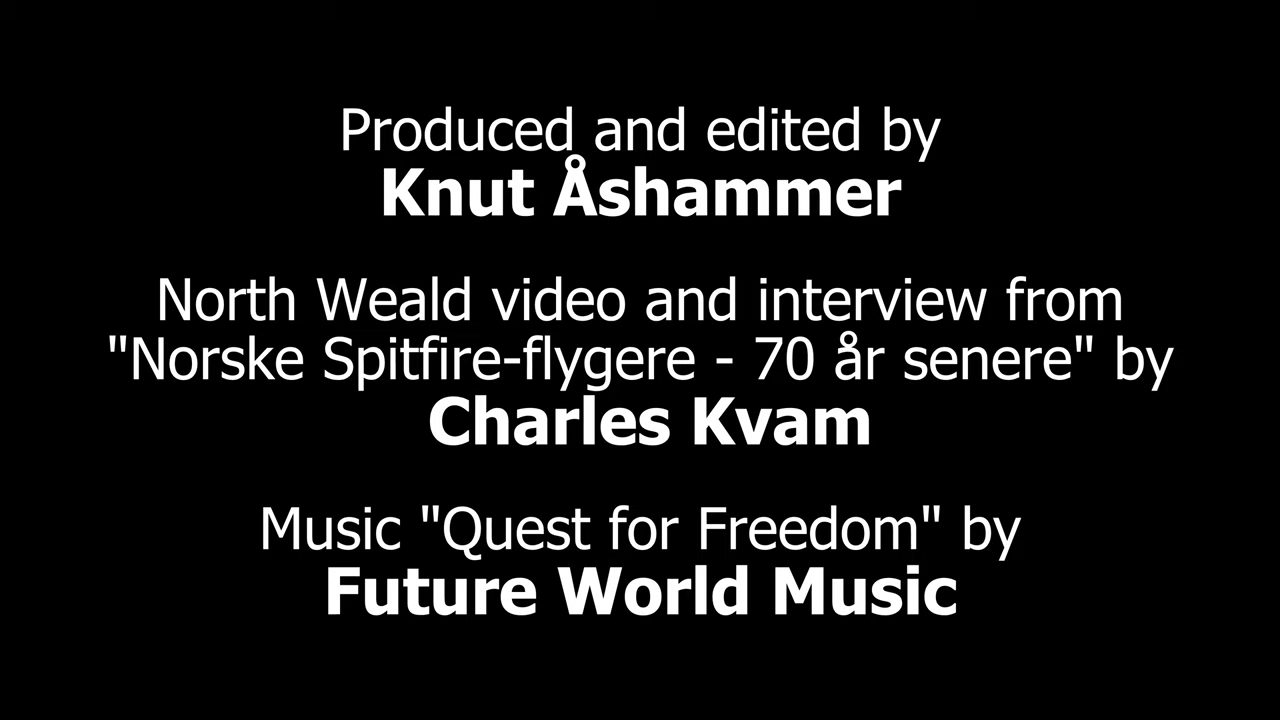 Produced and edited by
Knut Åshammer
North Weald video and interview from
"Norske Spitfire-flygere - 70 år senere" by
Charles Kvam
Music "Quest for Freedom" by
Future World Music